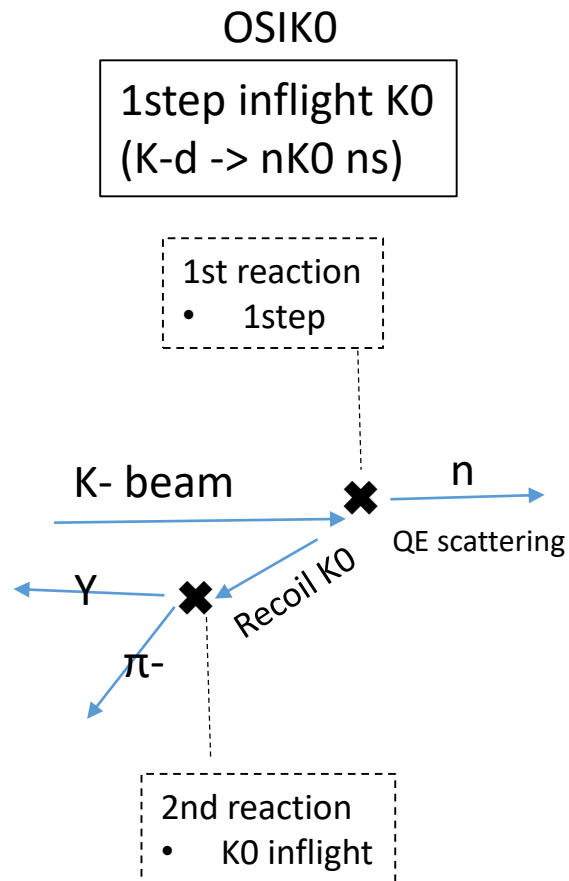 OSIK0
1step inflight K0
(K-d -> nK0 ns)
1st reaction
• 1step
K- beam
n
QE scattering
Recoil K0
Y
π-
2nd reaction
• K0 inflight